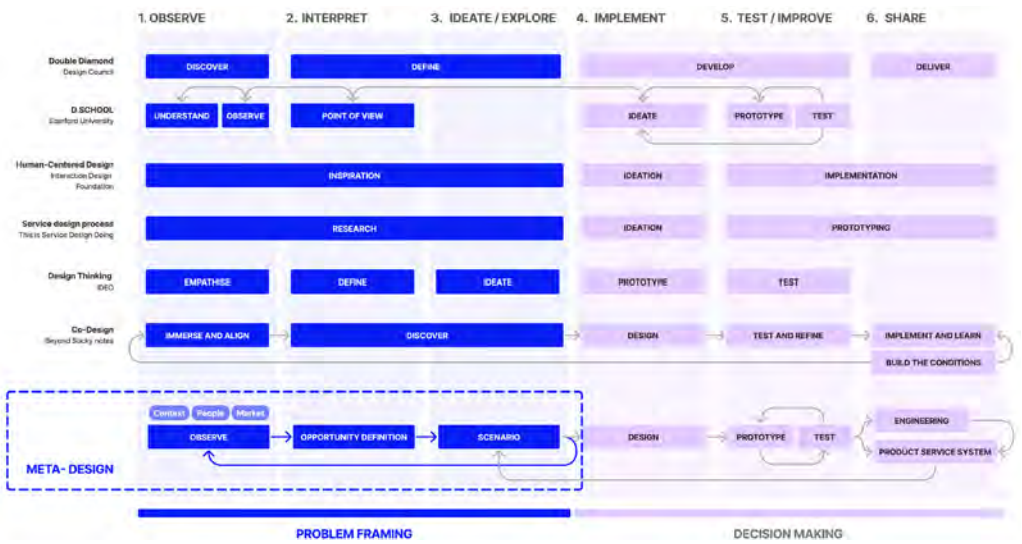 1. OBSERVE
2. INTERPRET
3. IDEATE / EXPLORE
4. IMPLEMENT
5. TEST / IMPROVE
6. SHARE
Double Diamond
Design Council
DISCOVER
DEFINE
DEVELOP
DELIVER
D.SCHOOL
Stanford University
UNDERSTAND
OBSERVE
POINT OF VIEW
IDEATE
PROTOTYPE
TEST
Human-Centered Design
Interaction Design
Foundation
INSPIRATION
IDEATION
IMPLEMENTATION
Service design process
This is Service Design Doing
RESEARCH
IDEATION
PROTOTYPING
Design Thinking
IDEO
EMPATHISE
DEFINE
IDEATE
PROTOTYPE
TEST
Co-Design
Beyond Sticky notes
IMMERSE AND ALIGN
DISCOVER
DESIGN
TEST AND REFINE
IMPLEMENT AND LEARN
BUILD THE CONDITIONS
META- DESIGN
Context
People
Market
OBSERVE
OPPORTUNITY DEFINITION
SCENARIO
DESIGN
PROTOTYPE
TEST
ENGINEERING
PRODUCT SERVICE SYSTEM
PROBLEM FRAMING
DECISION MAKING